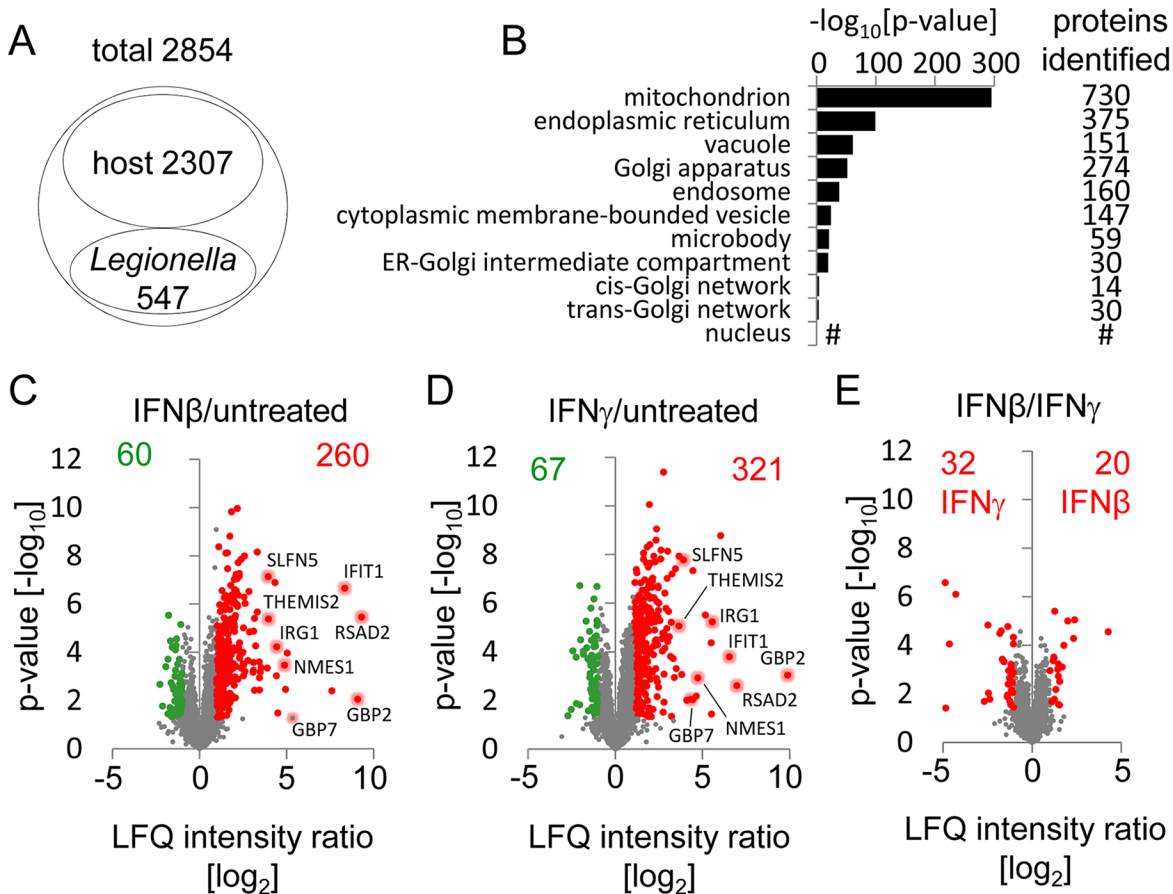 A
total 2854
host 2307
Legionella
547
B
-log10[p-value]
proteins
identified
0 100 200 300
mitochondrion 730
endoplasmic reticulum 375
vacuole 151
Golgi apparatus 274
endosome 160
cytoplasmic membrane-bounded vesicle 147
microbody 59
ER-Golgi intermediate compartment 30
cis-Golgi network 14
trans-Golgi network 30
nucleus # #
C
IFNβ/untreated
60 260
p-value [-log10]
12
10
8
6
4
2
0
SLFN5
IFIT1
THEMIS2
RSAD2
IRG1
NMES1
GBP2
GBP7
-5 0 5 10
LFQ intensity ratio
[log2]
D
IFNγ/untreated
67 321
p-value [-log10]
12
10
8
6
4
2
0
SLFN5
THEMIS2
IRG1
IFIT1
GBP2
RSAD2
NMES1
GBP7
-5 0 5 10
LFQ intensity ratio
[log2]
E
IFNβ/IFNγ
32 20
IFNγ IFNβ
p-value [-log10]
12
10
8
6
4
2
0
-5 0 5
LFQ intensity ratio
[log2]